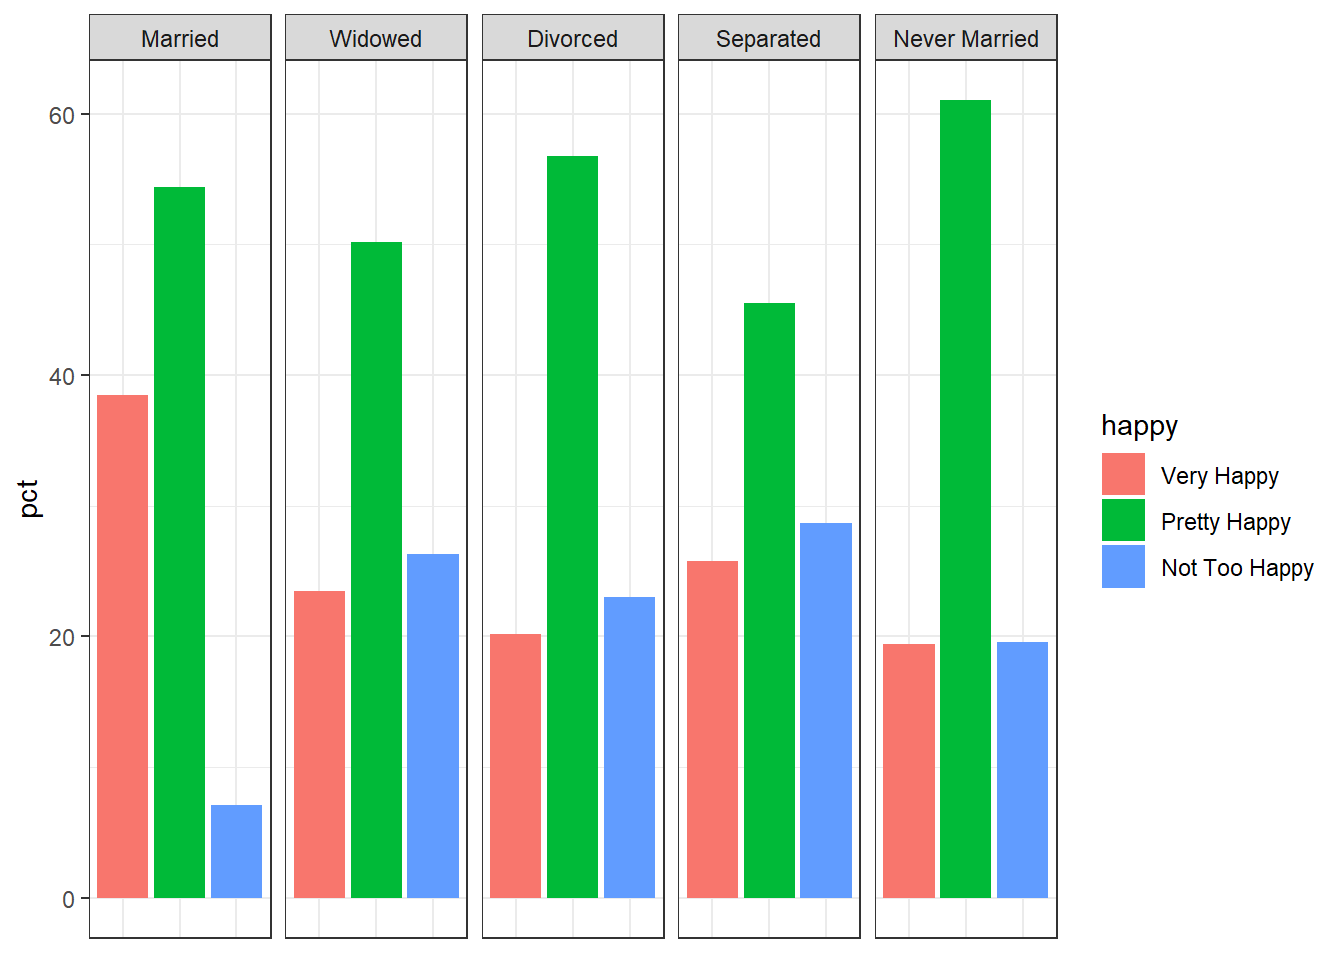 Married
Widowed
Divorced
Separated
Never Married
60
40
20
0
pct
happy
Very Happy
Pretty Happy
Not Too Happy